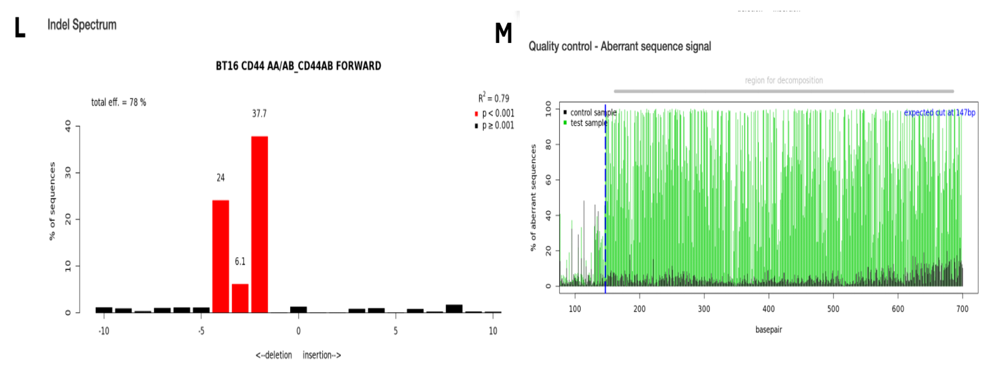 L
Indel Spectrum
BT16 CD44 AA/AB_CD44AB FORWARD
total eff. = 78 %
R² = 0.79
p < 0.001
p ≥ 0.001
37.7
24
6.1
% of sequences
40
30
20
10
0
-10 -5 0 5 10
<--deletion insertion-->
M
Quality control - Aberrant sequence signal
region for decomposition
control sample
test sample
expected cut at 147bp
% of aberrant sequences
100
80
60
40
20
0
100 200 300 400 500 600 700
basepair